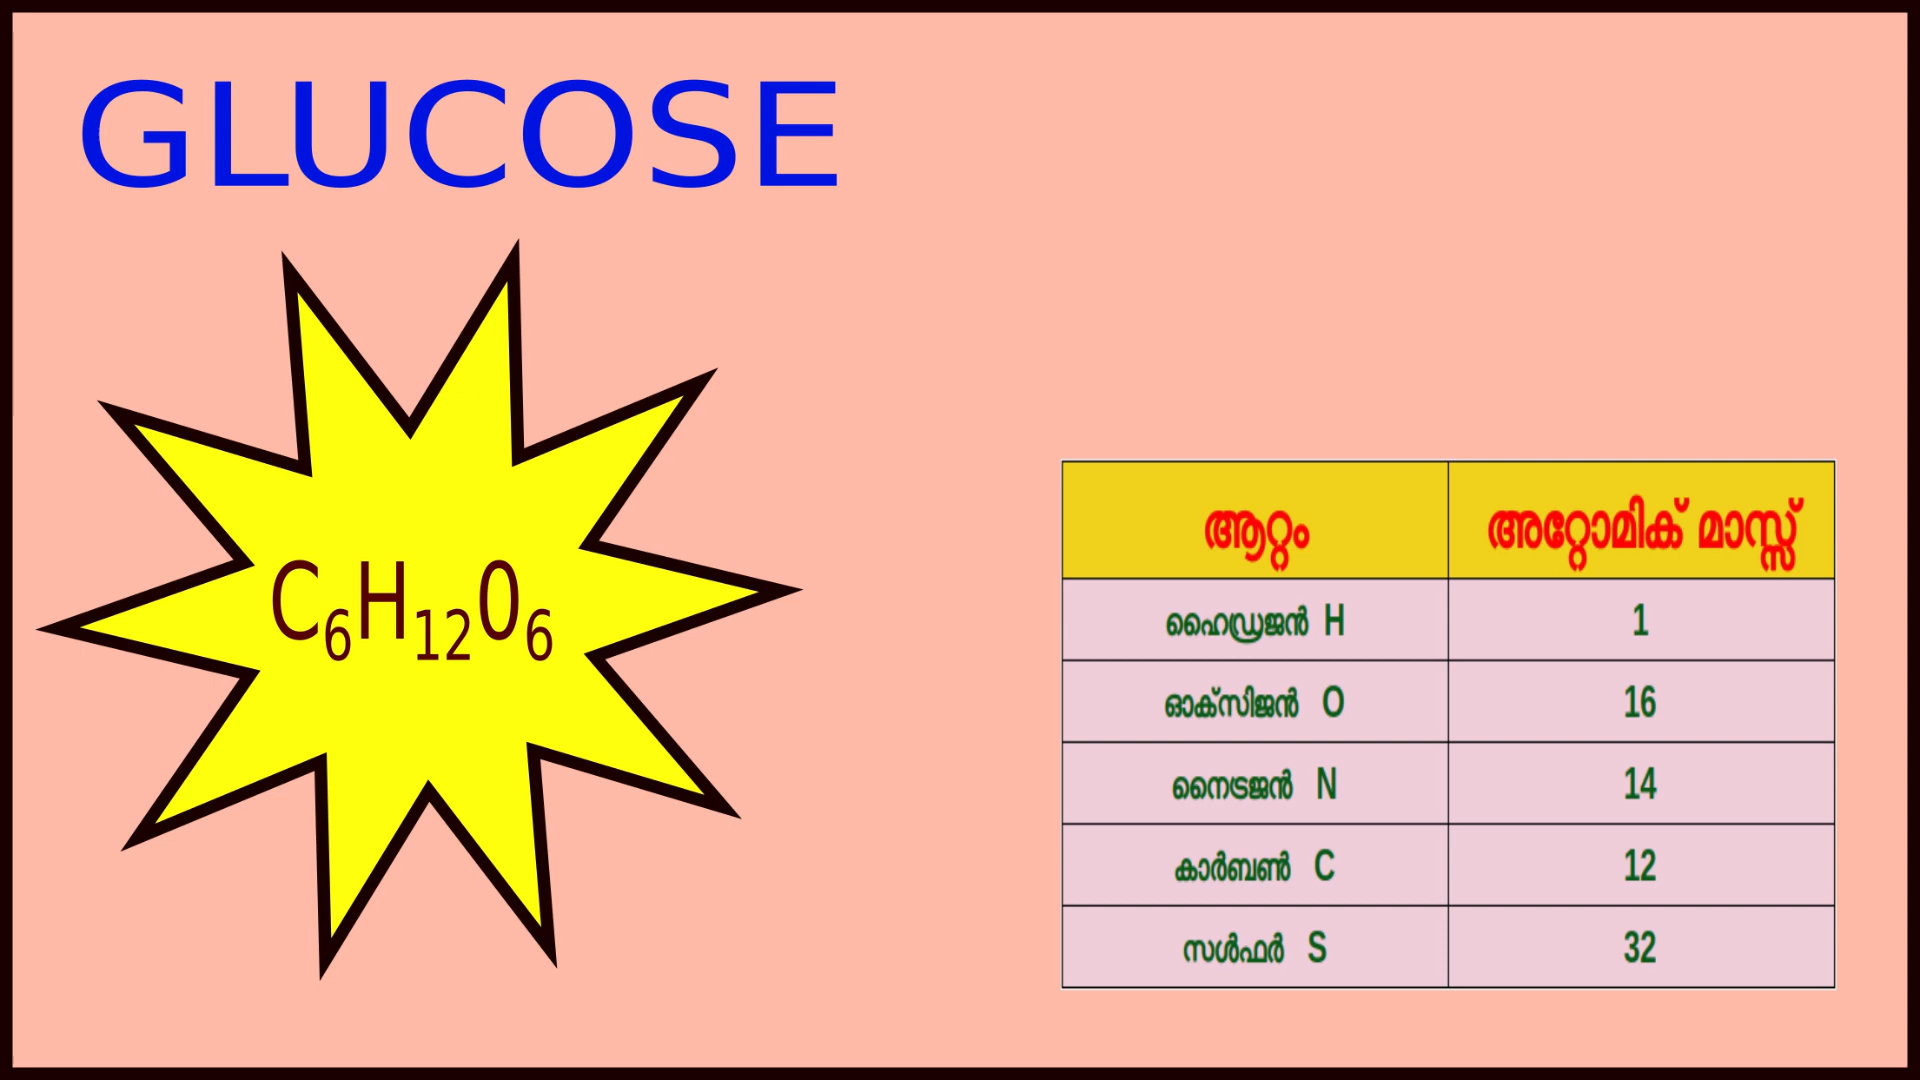 GLUCOSE
C₆H₁₂O₆
ആറ്റം അറ്റോമിക് മാസ്സ്
ഹൈഡ്രജൻ H 1
ഓക്സിജൻ O 16
നൈട്രജൻ N 14
കാർബൺ C 12
സൾഫർ S 32